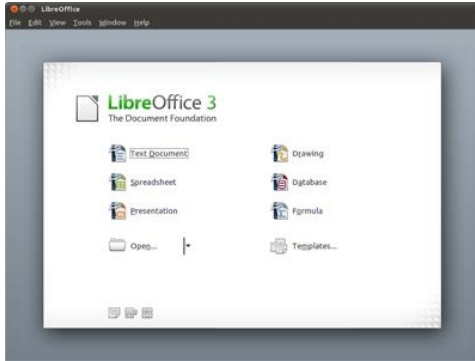 LibreOffice
File Edit View Tools Window Help
LibreOffice 3
The Document Foundation
Text Document
Drawing
Spreadsheet
Database
Presentation
Formula
Open...
Templates...